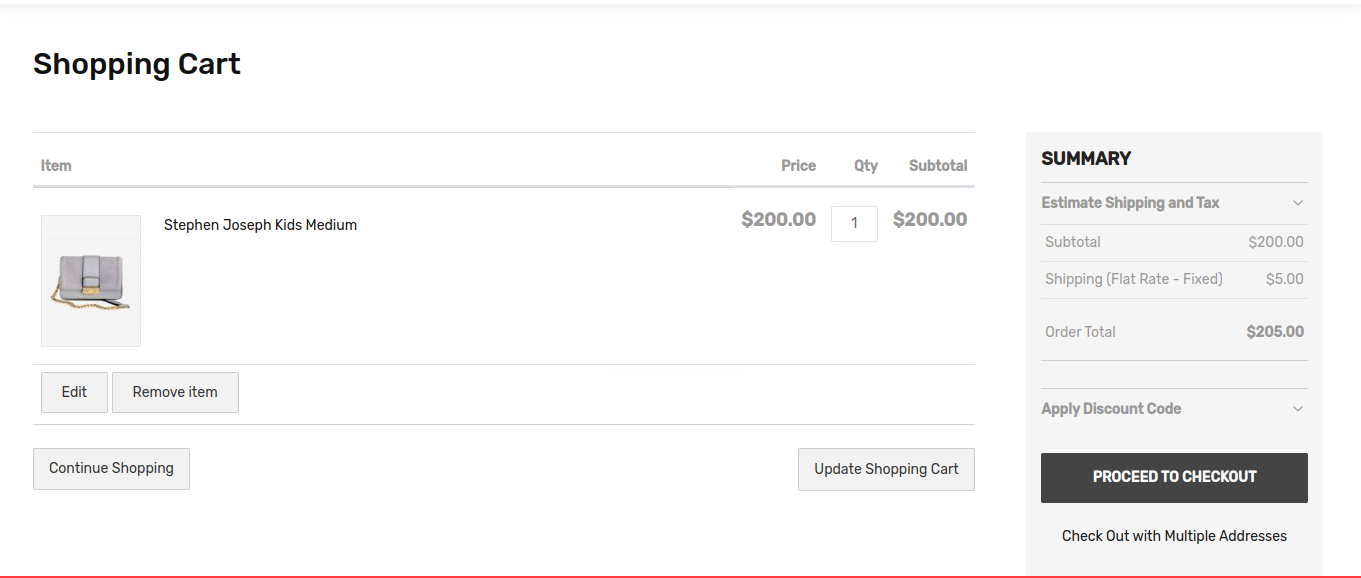 Shopping Cart
Item Price Qty Subtotal
Stephen Joseph Kids Medium $200.00 1 $200.00
Edit Remove item
Continue Shopping Update Shopping Cart
SUMMARY
Estimate Shipping and Tax
Subtotal $200.00
Shipping (Flat Rate - Fixed) $5.00
Order Total $205.00
Apply Discount Code
PROCEED TO CHECKOUT
Check Out with Multiple Addresses